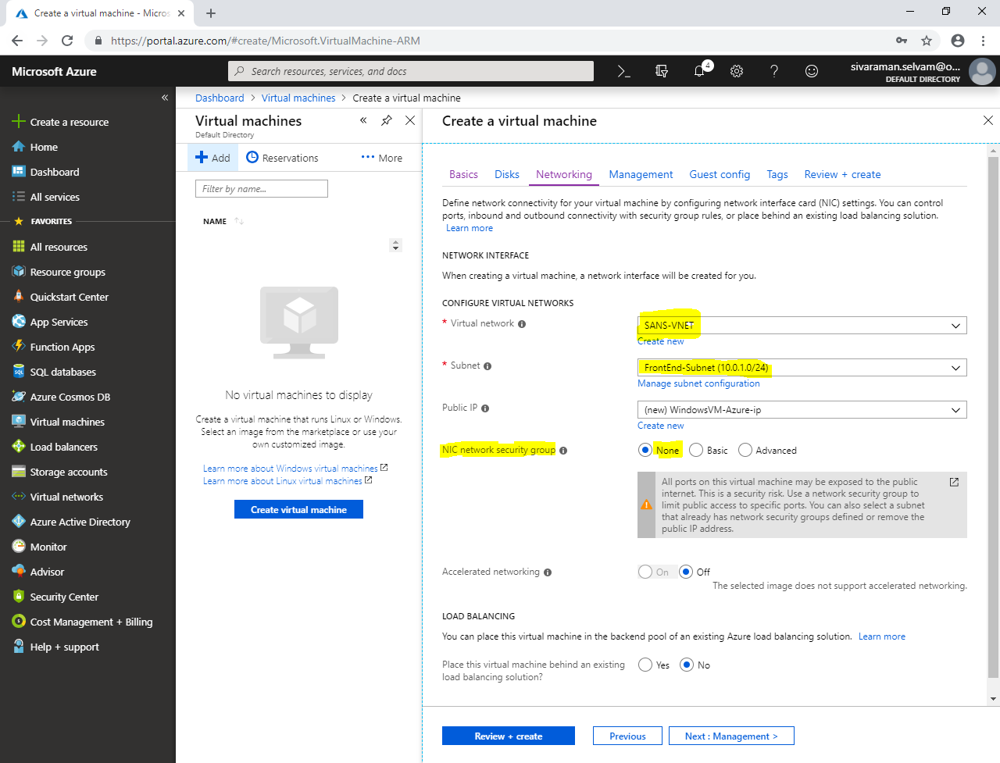 Create a virtual machine - Micros
https://portal.azure.com/#create/Microsoft.VirtualMachine-ARM
Microsoft Azure
Search resources, services, and docs
4
sivaraman.selvam@o...
DEFAULT DIRECTORY
Create a resource
Home
Dashboard
All services
FAVORITES
All resources
Resource groups
Quickstart Center
App Services
Function Apps
SQL databases
Azure Cosmos DB
Virtual machines
Load balancers
Storage accounts
Virtual networks
Azure Active Directory
Monitor
Advisor
Security Center
Cost Management + Billing
Help + support
Dashboard > Virtual machines > Create a virtual machine
Virtual machines
Default Directory
Add
Reservations
More
Filter by name...
NAME
No virtual machines to display
Create a virtual machine that runs Linux or Windows.
Select an image from the marketplace or use your
own customized image.
Learn more about Windows virtual machines
Learn more about Linux virtual machines
Create virtual machine
Create a virtual machine
Basics Disks Networking Management Guest config Tags Review + create
Define network connectivity for your virtual machine by configuring network interface card (NIC) settings. You can control
ports, inbound and outbound connectivity with security group rules, or place behind an existing load balancing solution.
Learn more
NETWORK INTERFACE
When creating a virtual machine, a network interface will be created for you.
CONFIGURE VIRTUAL NETWORKS
* Virtual network
SANS-VNET
Create new
* Subnet
FrontEnd-Subnet (10.0.1.0/24)
Manage subnet configuration
Public IP
(new) WindowsVM-Azure-ip
Create new
NIC network security group
None Basic Advanced
All ports on this virtual machine may be exposed to the public
internet. This is a security risk. Use a network security group to
limit public access to specific ports. You can also select a subnet
that already has network security groups defined or remove the
public IP address.
Accelerated networking
On Off
The selected image does not support accelerated networking.
LOAD BALANCING
You can place this virtual machine in the backend pool of an existing Azure load balancing solution. Learn more
Place this virtual machine behind an existing
load balancing solution?
Yes No
Review + create
Previous
Next : Management >